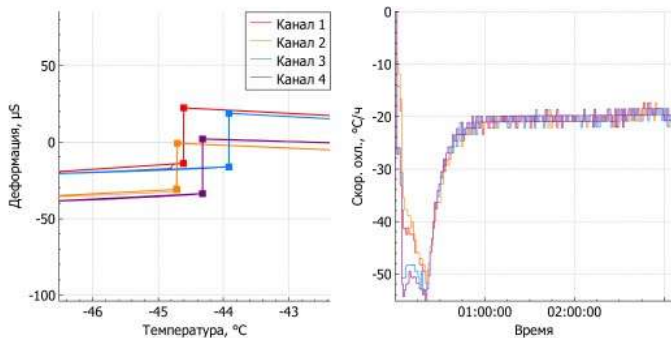 Деформация, µS
50
0
-50
-100
-46
-45
-44
-43
Температура, °C
Канал 1
Канал 2
Канал 3
Канал 4
Скор. охл., °C/ч
0
-10
-20
-30
-40
-50
01:00:00
02:00:00
Время